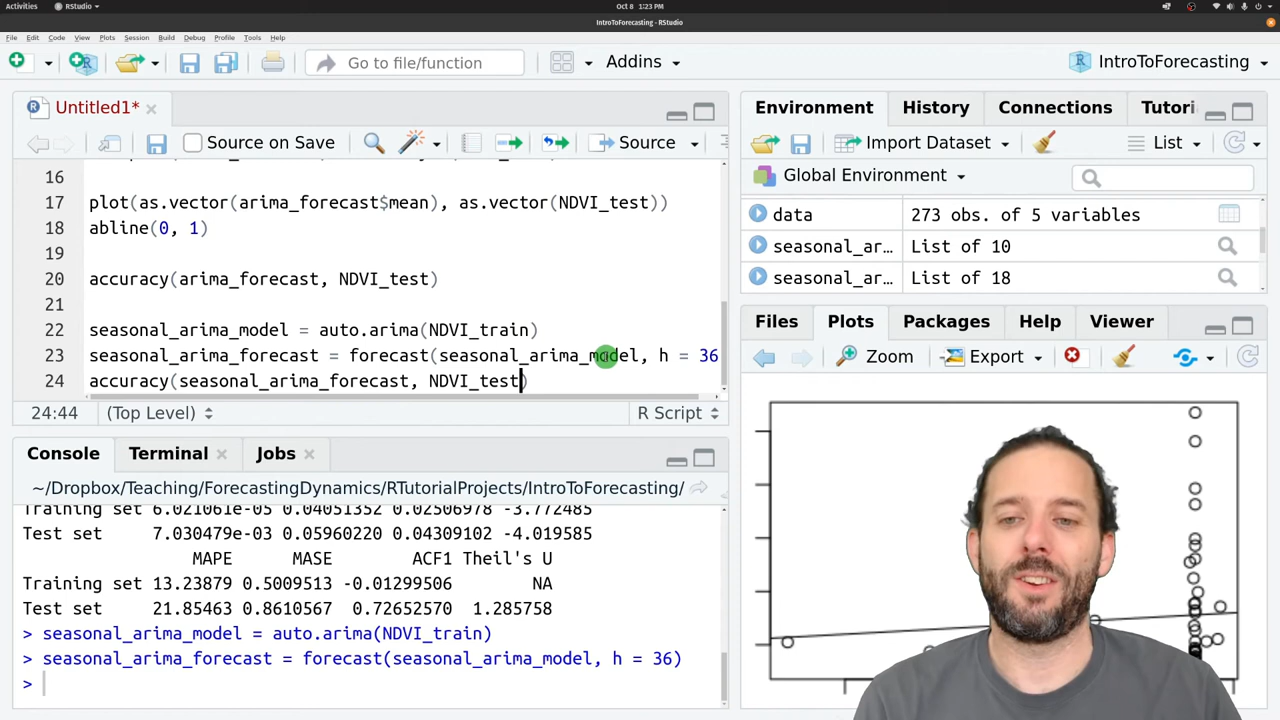 Activities RStudio Oct 8 1:23 PM
IntroToForecasting - RStudio
File Edit Code View Plots Session Build Debug Profile Tools Help
Go to file/function Addins IntroToForecasting
Untitled1*
Source on Save Source
16
17 plot(as.vector(arima_forecast$mean), as.vector(NDVI_test))
18 abline(0, 1)
19
20 accuracy(arima_forecast, NDVI_test)
21
22 seasonal_arima_model = auto.arima(NDVI_train)
23 seasonal_arima_forecast = forecast(seasonal_arima_model, h = 36
24 accuracy(seasonal_arima_forecast, NDVI_test)
24:44 (Top Level) R Script
Console Terminal Jobs
~/Dropbox/Teaching/ForecastingDynamics/RTutorialProjects/IntroToForecasting/
Training set 6.021061e-05 0.04051352 0.02506978 -3.772485
Test set 7.030479e-03 0.05960220 0.04309102 -4.019585
MAPE MASE ACF1 Theil's U
Training set 13.23879 0.5009513 -0.01299506 NA
Test set 21.85463 0.8610567 0.72652570 1.285758
> seasonal_arima_model = auto.arima(NDVI_train)
> seasonal_arima_forecast = forecast(seasonal_arima_model, h = 36)
>
Environment History Connections Tutori
Import Dataset List
Global Environment
data 273 obs. of 5 variables
seasonal_ar… List of 10
seasonal_ar… List of 18
Files Plots Packages Help Viewer
Zoom Export